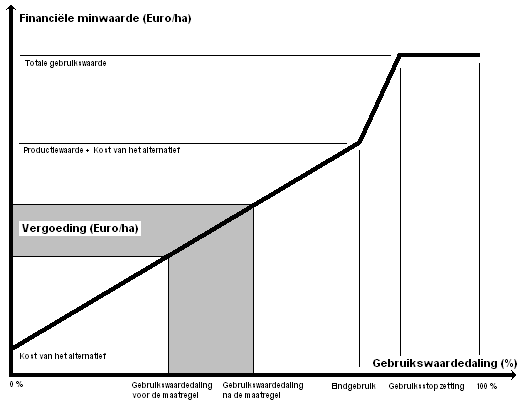 Financiële minwaarde (Euro/ha)
Totale gebruikswaarde
Productiewaarde + Kost van het alternatief
Vergoeding (Euro/ha)
Kost van het alternatief
Gebruikswaardedaling (%)
0 %
Gebruikswaardedaling
voor de maatregel
Gebruikswaardedaling
na de maatregel
Eindgebruik
Gebruiksstopzetting
100 %